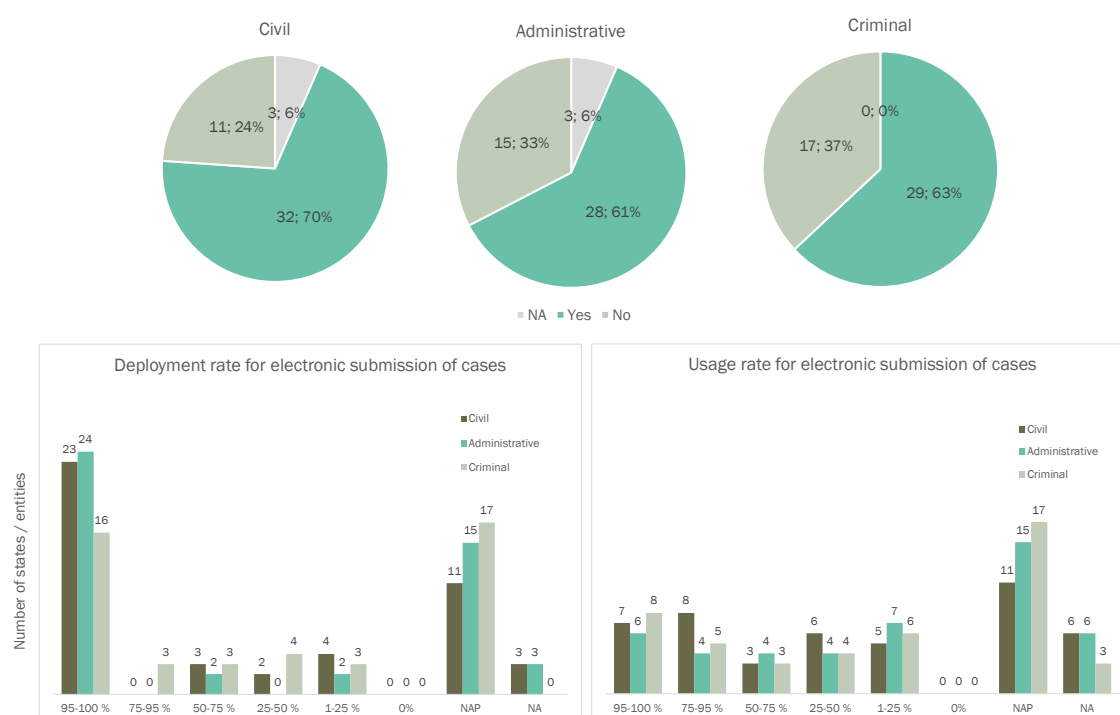 Civil
Administrative
Criminal
3; 6%
11; 24%
32; 70%
3; 6%
15; 33%
28; 61%
0; 0%
17; 37%
29; 63%
NA Yes No
Deployment rate for electronic submission of cases
Number of states / entities
Civil
Administrative
Criminal
23 24 16
0 0 3
3 2 3
2 0 4
4 2 3
0 0 0
11 15 17
3 3 0
95-100 % 75-95 % 50-75 % 25-50 % 1-25 % 0% NAP NA
Usage rate for electronic submission of cases
Civil
Administrative
Criminal
7 6 8
8 4 5
3 4 3
6 4 4
5 7 6
0 0 0
11 15 17
6 6 3
95-100 % 75-95 % 50-75 % 25-50 % 1-25 % 0% NAP NA